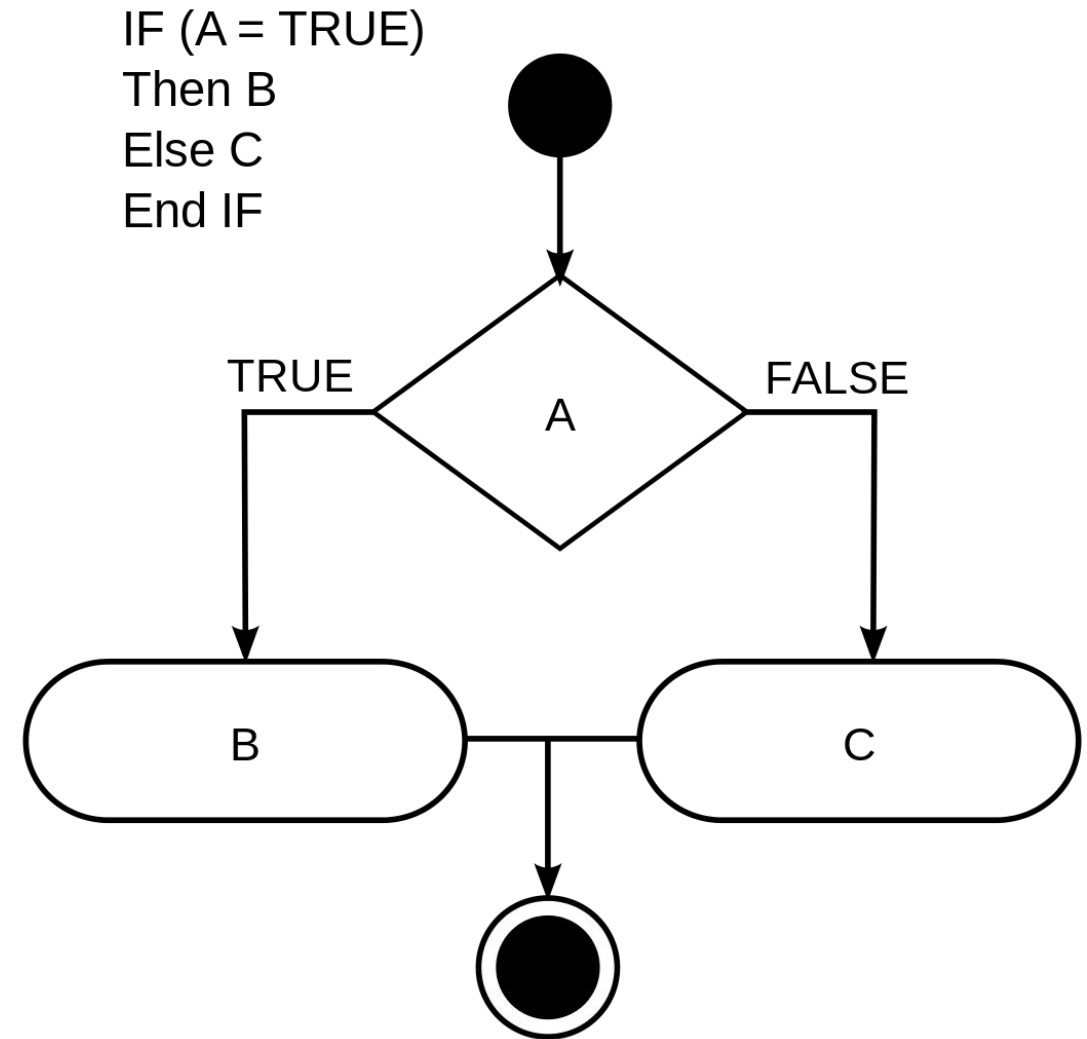 IF (A = TRUE)
Then B
Else C
End IF
TRUE
FALSE
A
B
C